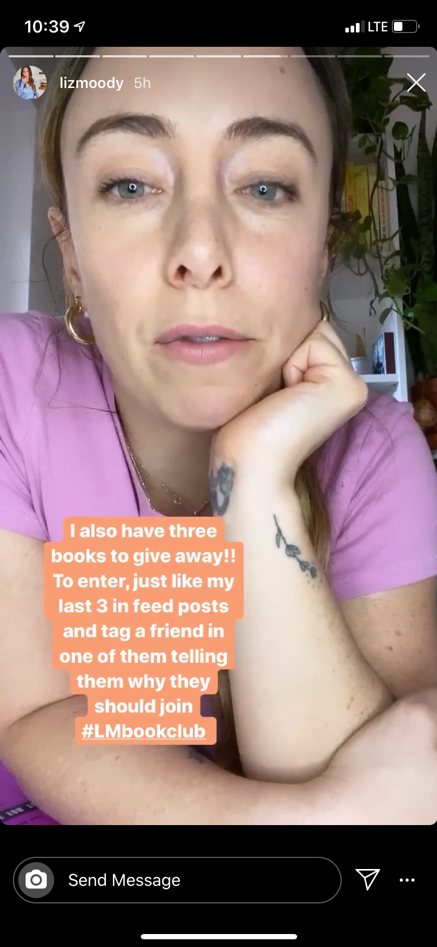 10:39
LTE
lizmoody 5h
I also have three
books to give away!!
To enter, just like my
last 3 in feed posts
and tag a friend in
one of them telling
them why they
should join
#LMbookclub
Send Message